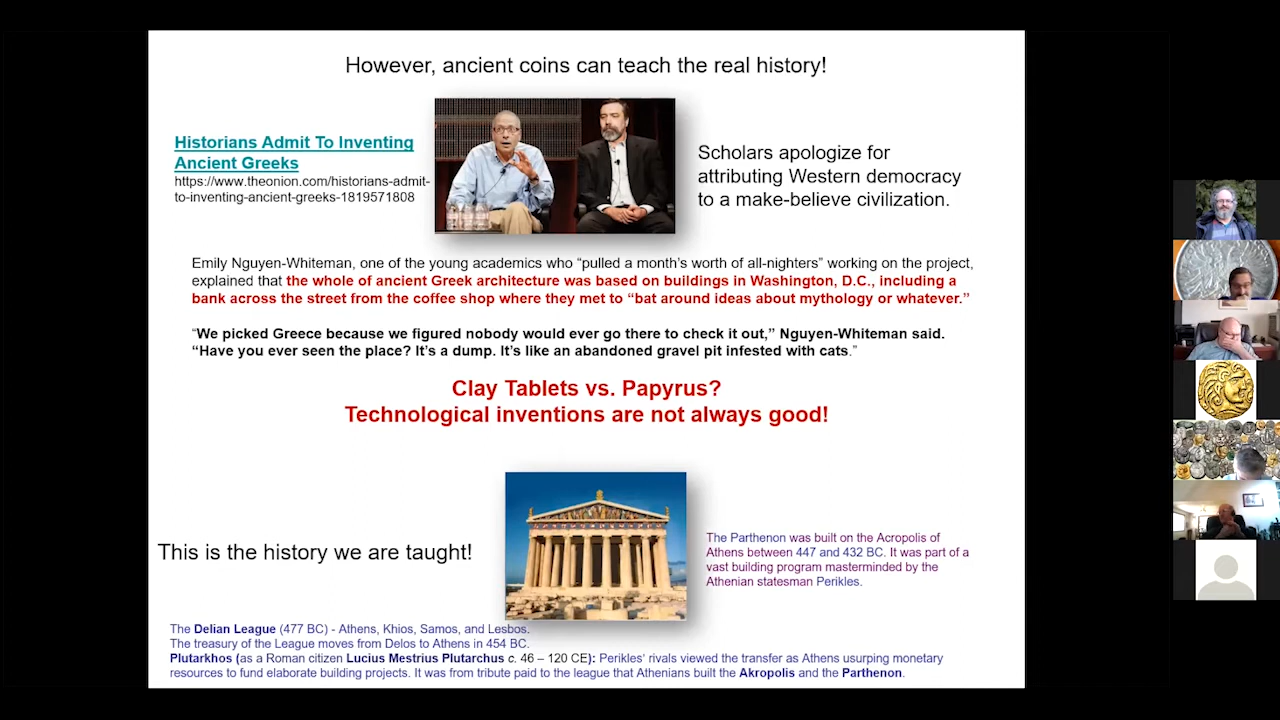 However, ancient coins can teach the real history!
Historians Admit To Inventing
Ancient Greeks
https://www.theonion.com/historians-admit-
to-inventing-ancient-greeks-1819571808
Scholars apologize for
attributing Western democracy
to a make-believe civilization.
Emily Nguyen-Whiteman, one of the young academics who “pulled a month’s worth of all-nighters” working on the project,
explained that the whole of ancient Greek architecture was based on buildings in Washington, D.C., including a
bank across the street from the coffee shop where they met to “bat around ideas about mythology or whatever.”
“We picked Greece because we figured nobody would ever go there to check it out,” Nguyen-Whiteman said.
“Have you ever seen the place? It’s a dump. It’s like an abandoned gravel pit infested with cats.”
Clay Tablets vs. Papyrus?
Technological inventions are not always good!
This is the history we are taught!
The Parthenon was built on the Acropolis of
Athens between 447 and 432 BC. It was part of a
vast building program masterminded by the
Athenian statesman Perikles.
The Delian League (477 BC) - Athens, Khios, Samos, and Lesbos.
The treasury of the League moves from Delos to Athens in 454 BC.
Plutarkhos (as a Roman citizen Lucius Mestrius Plutarchus c. 46 – 120 CE): Perikles’ rivals viewed the transfer as Athens usurping monetary
resources to fund elaborate building projects. It was from tribute paid to the league that Athenians built the Akropolis and the Parthenon.